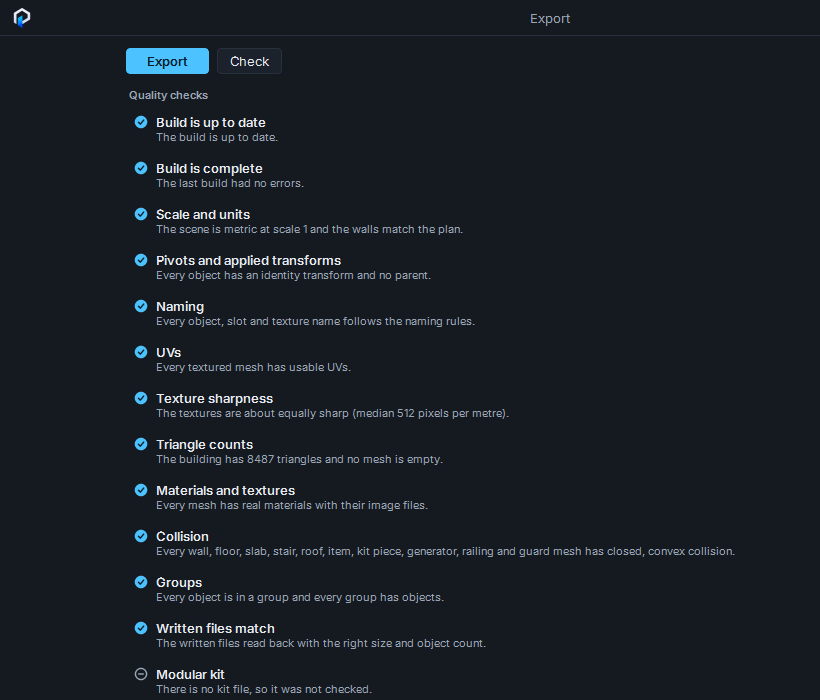 Export
Export
Check
Quality checks
Build is up to date
The build is up to date.
Build is complete
The last build had no errors.
Scale and units
The scene is metric at scale 1 and the walls match the plan.
Pivots and applied transforms
Every object has an identity transform and no parent.
Naming
Every object, slot and texture name follows the naming rules.
UVs
Every textured mesh has usable UVs.
Texture sharpness
The textures are about equally sharp (median 512 pixels per metre).
Triangle counts
The building has 8487 triangles and no mesh is empty.
Materials and textures
Every mesh has real materials with their image files.
Collision
Every wall, floor, slab, stair, roof, item, kit piece, generator, railing and guard mesh has closed, convex collision.
Groups
Every object is in a group and every group has objects.
Written files match
The written files read back with the right size and object count.
Modular kit
There is no kit file, so it was not checked.